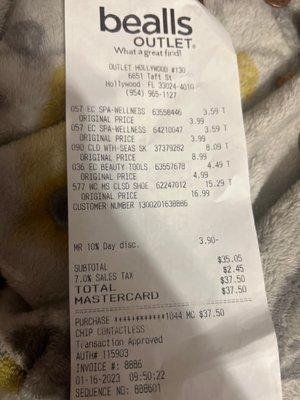 bealls
OUTLET®
What a great find!
OUTLET HOLLYWOOD #130
6651 Taft St
Hollywood FL 33024-4010
(954) 965-1127
057 EC SPA-WELLNESS 63558446 3.59 T
ORIGINAL PRICE 3.99
057 EC SPA-WELLNESS 64210047 3.59 T
ORIGINAL PRICE 3.99
090 CLD WTH-SEAS SK 37379282 8.09 T
ORIGINAL PRICE 8.99
036 EC BEAUTY TOOLS 63557678 4.49 T
ORIGINAL PRICE 4.99
577 WC MS CLSD SHOE 62247012 15.29 T
ORIGINAL PRICE 16.99
CUSTOMER NUMBER 1300201638886
MR 10% Day disc. 3.90-
SUBTOTAL $35.05
7.0% SALES TAX $2.45
TOTAL $37.50
MASTERCARD $37.50
PURCHASE ************1044 MC $37.50
CHIP CONTACTLESS
Transaction Approved
AUTH# 115903
INVOICE #: 8886
01-16-2023 09:50:22
SEQUENCE NO: 888601